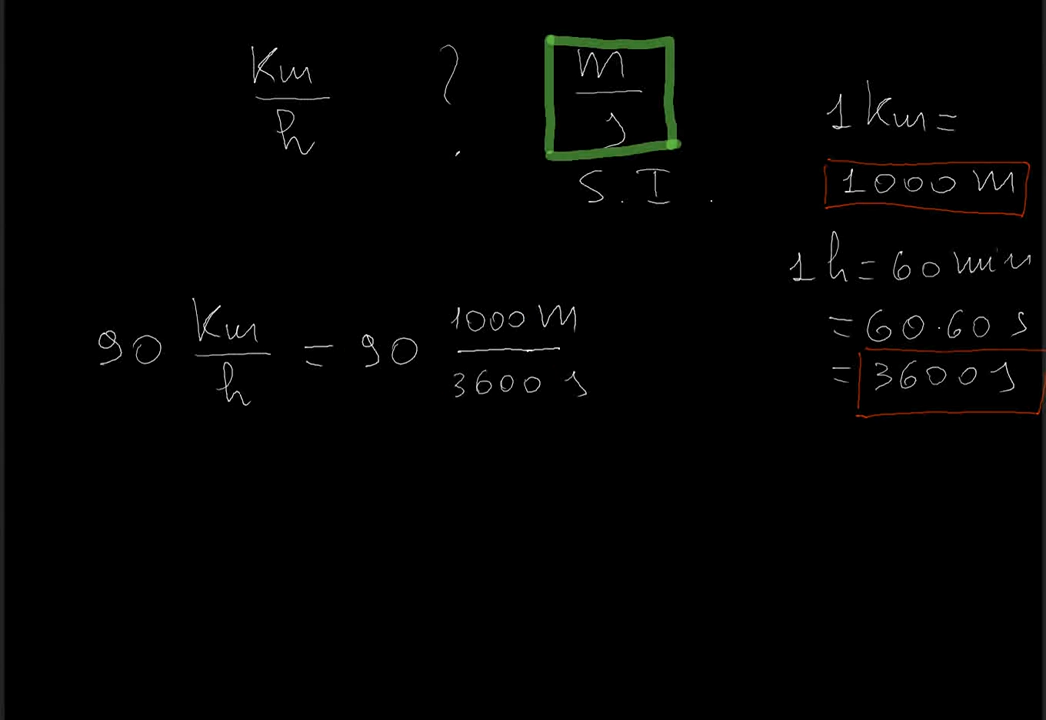 Km/h ? m/s
S.I.
1 Km =
1000 m
1 h = 60 min
= 60.60 s
= 3600 s
90 Km/h = 90 1000 m/3600 s